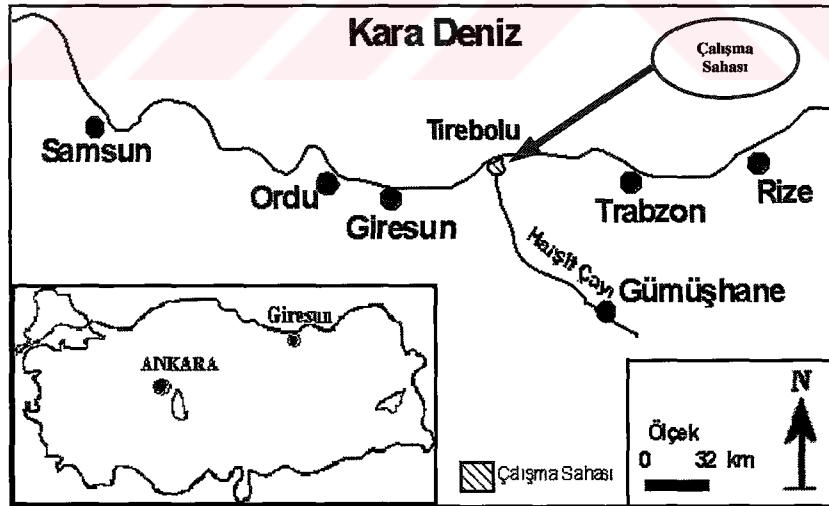 Kara Deniz
Çalışma
Sahası
Tirebolu
Samsun
Ordu
Giresun
Trabzon
Rize
Harşit Çayı
Gümüşhane
Giresun
ANKARA
Çalışma Sahası
Ölçek
0 32 km
N